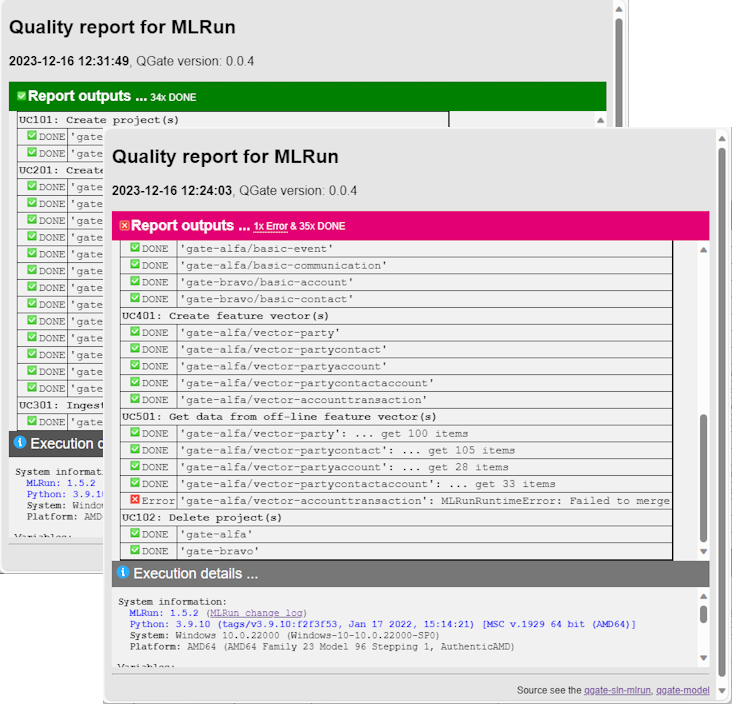 Quality report for MLRun
2023-12-16 12:31:49, QGate version: 0.0.4
Report outputs ... 34x DONE
UC101: Create project(s)
DONE 'gate
DONE 'gate
UC201: Create
DONE 'gate
DONE 'gate
DONE 'gate
DONE 'gate
DONE 'gate
DONE 'gate
DONE 'gate
DONE 'gate
DONE 'gate
DONE 'gate
DONE 'gate
DONE 'gate
DONE 'gate
UC301: Ingest
DONE 'gate
Execution d
System informat
MLRun: 1.5.2
Python: 3.9.10
System: Window
Platform: AMD
Variables:
Quality report for MLRun
2023-12-16 12:24:03, QGate version: 0.0.4
Report outputs ... 1x Error & 35x DONE
DONE 'gate-alfa/basic-event'
DONE 'gate-alfa/basic-communication'
DONE 'gate-bravo/basic-account'
DONE 'gate-bravo/basic-contact'
UC401: Create feature vector(s)
DONE 'gate-alfa/vector-party'
DONE 'gate-alfa/vector-partycontact'
DONE 'gate-alfa/vector-partyaccount'
DONE 'gate-alfa/vector-partycontactaccount'
DONE 'gate-alfa/vector-accounttransaction'
UC501: Get data from off-line feature vector(s)
DONE 'gate-alfa/vector-party': ... get 100 items
DONE 'gate-alfa/vector-partycontact': ... get 105 items
DONE 'gate-alfa/vector-partyaccount': ... get 28 items
DONE 'gate-alfa/vector-partycontactaccount': ... get 33 items
Error 'gate-alfa/vector-accounttransaction': MLRunRuntimeError: Failed to merge
UC102: Delete project(s)
DONE 'gate-alfa'
DONE 'gate-bravo'
Execution details ...
System information:
MLRun: 1.5.2 (MLRun change log)
Python: 3.9.10 (tags/v3.9.10:f2f3f53, Jan 17 2022, 15:14:21) [MSC v.1929 64 bit (AMD64)]
System: Windows 10.0.22000 (Windows-10-10.0.22000-SP0)
Platform: AMD64 (AMD64 Family 23 Model 96 Stepping 1, AuthenticAMD)
Variables:
Source see the qgate-sln-mlrun, qgate-model